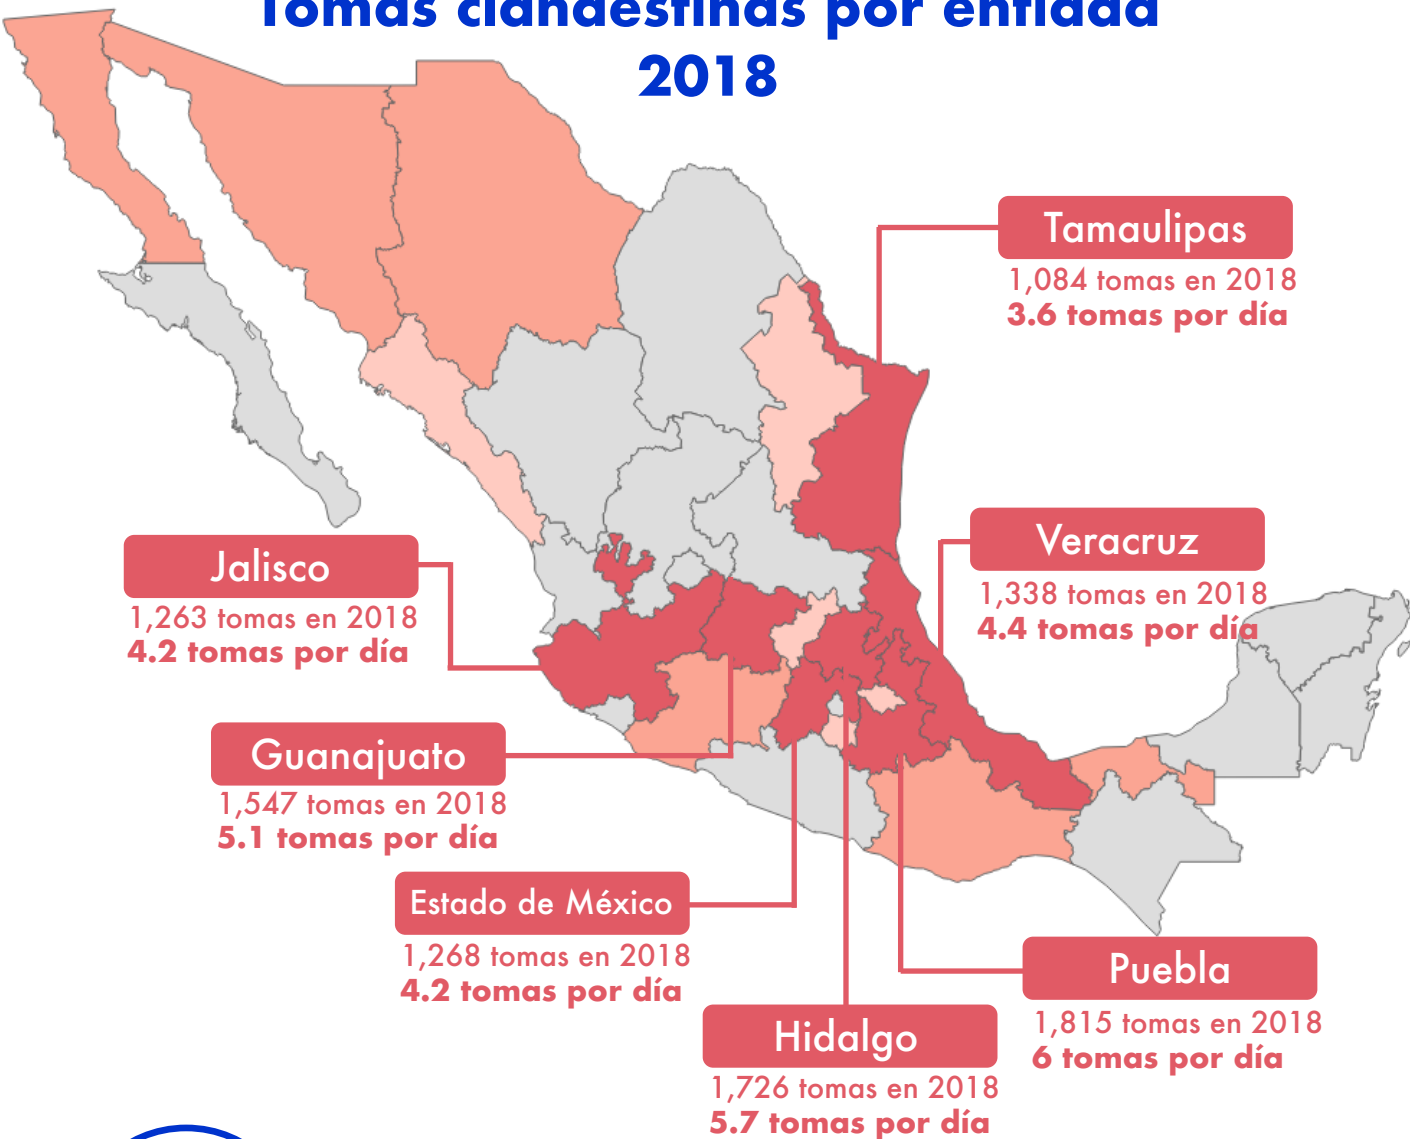 Tomas clandestinas por entidad
2018
Tamaulipas
1,084 tomas en 2018
3.6 tomas por día
Veracruz
1,338 tomas en 2018
4.4 tomas por día
Jalisco
1,263 tomas en 2018
4.2 tomas por día
Guanajuato
1,547 tomas en 2018
5.1 tomas por día
Estado de México
1,268 tomas en 2018
4.2 tomas por día
Puebla
1,815 tomas en 2018
6 tomas por día
Hidalgo
1,726 tomas en 2018
5.7 tomas por día